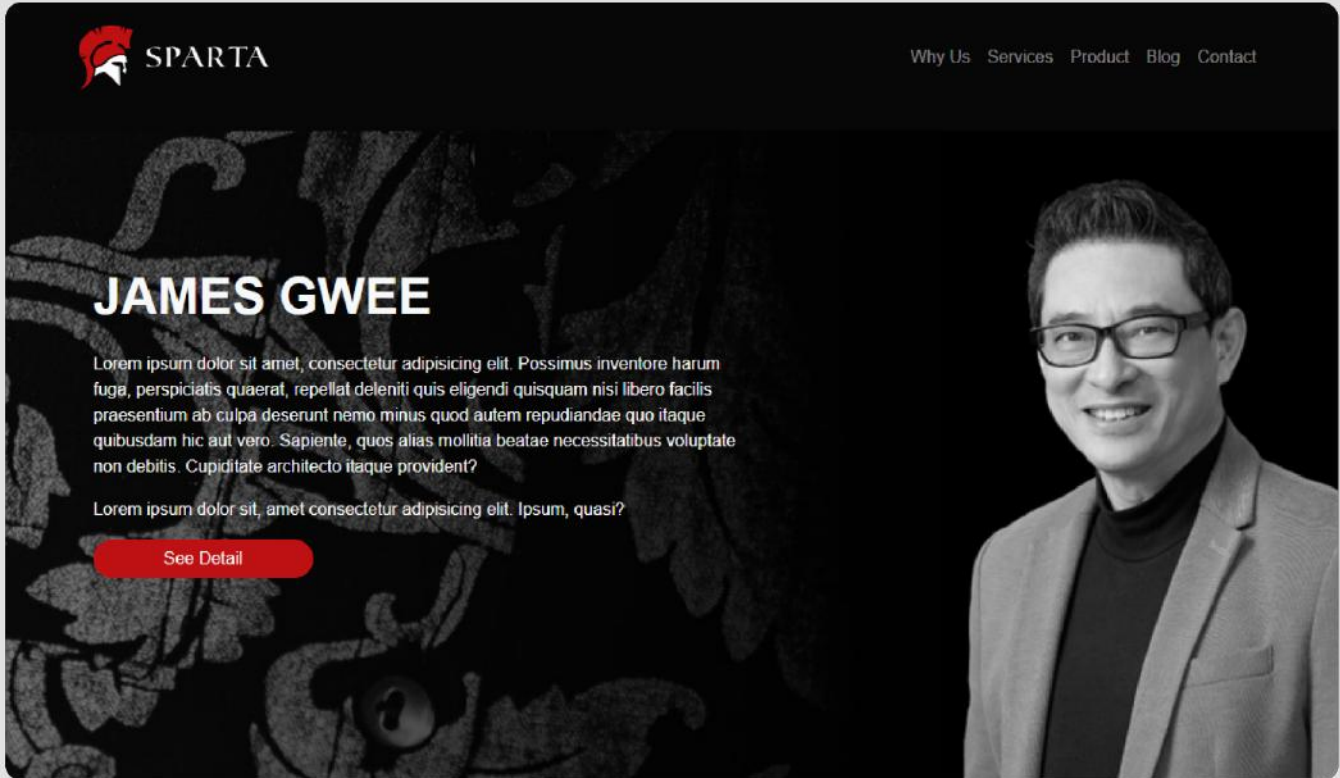 SPARTA
Why Us Services Product Blog Contact
JAMES GWEE
Lorem ipsum dolor sit amet, consectetur adipisicing elit. Possimus inventore harum
fuga, perspiciatis quaerat, repellat deleniti quis eligendi quisquam nisi libero facilis
praesentium ab culpa deserunt nemo minus quod autem repudiandae quo itaque
quibusdam hic aut vero. Sapiente, quos alias mollitia beatae necessitatibus voluptate
non debitis. Cupiditate architecto itaque provident?
Lorem ipsum dolor sit, amet consectetur adipisicing elit. Ipsum, quasi?
See Detail